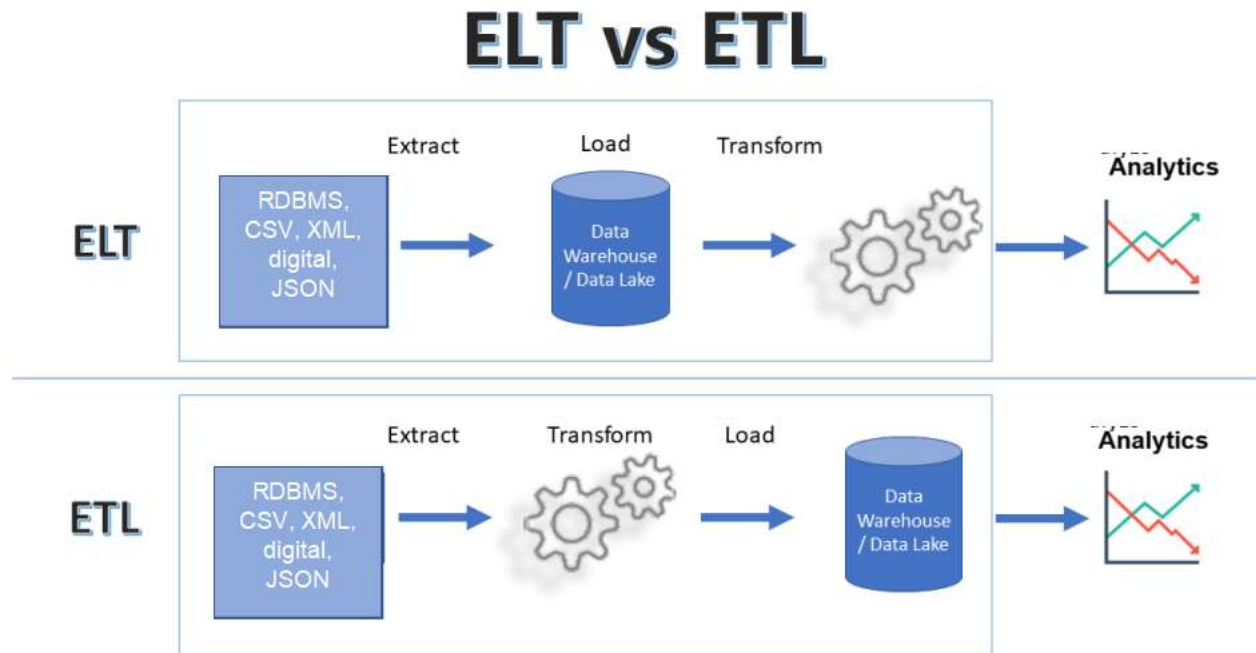 ELT vs ETL
Extract
Load
Transform
Analytics
ELT
RDBMS,
CSV, XML,
digital,
JSON
Data
Warehouse
/ Data Lake
Extract
Transform
Load
Analytics
ETL
RDBMS,
CSV, XML,
digital,
JSON
Data
Warehouse
/ Data Lake